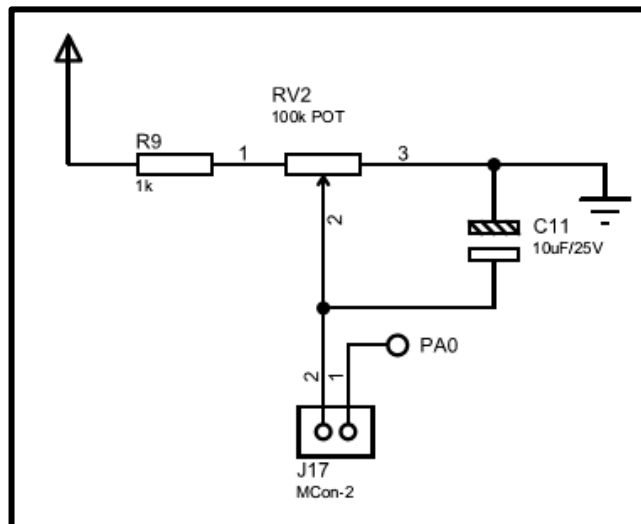 RV2
100k POT
R9
1k
1
3
2
C11
10uF/25V
PA0
2
1
J17
MCon-2